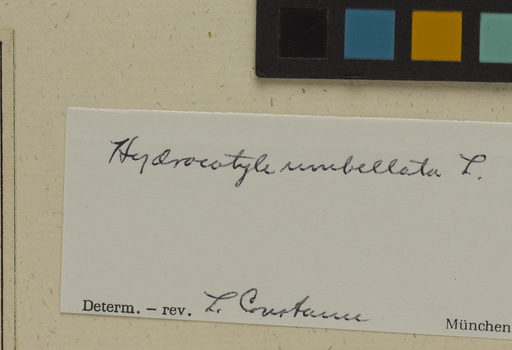 Hydrocotyle umbellata L.
Determ. – rev. L. Constance
München